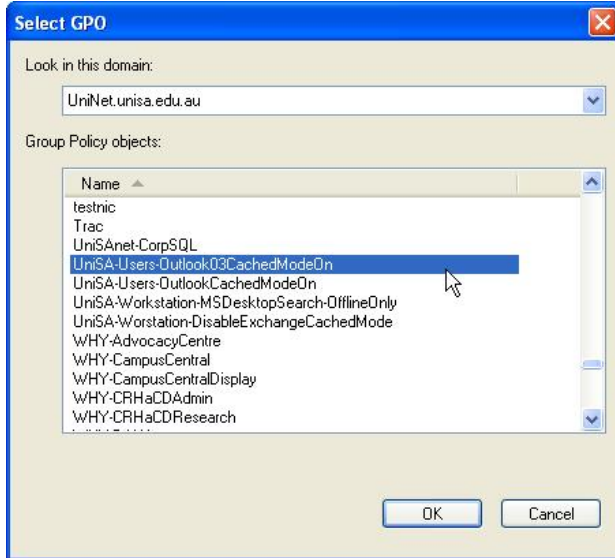 Select GPO
Look in this domain:
UniNet.unisa.edu.au
Group Policy objects:
Name
testnic
Trac
UniSAnet-CorpSQL
UniSA-Users-Outlook03CachedModeOn
UniSA-Users-OutlookCachedModeOn
UniSA-Workstation-MSDesktopSearch-OfflineOnly
UniSA-Worstation-DisableExchangeCachedMode
WHY-AdvocacyCentre
WHY-CampusCentral
WHY-CampusCentralDisplay
WHY-CRHaCDAdmin
WHY-CRHaCDResearch
OK Cancel